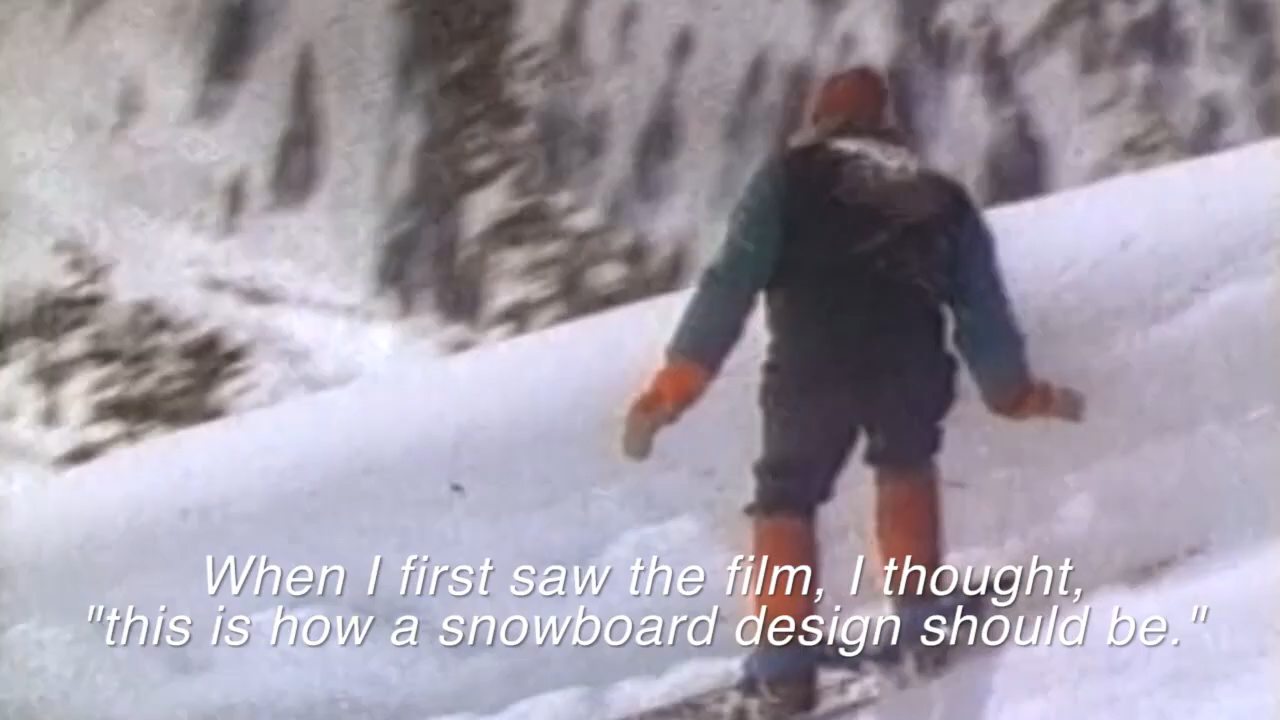 When I first saw the film, I thought,
"this is how a snowboard design should be."